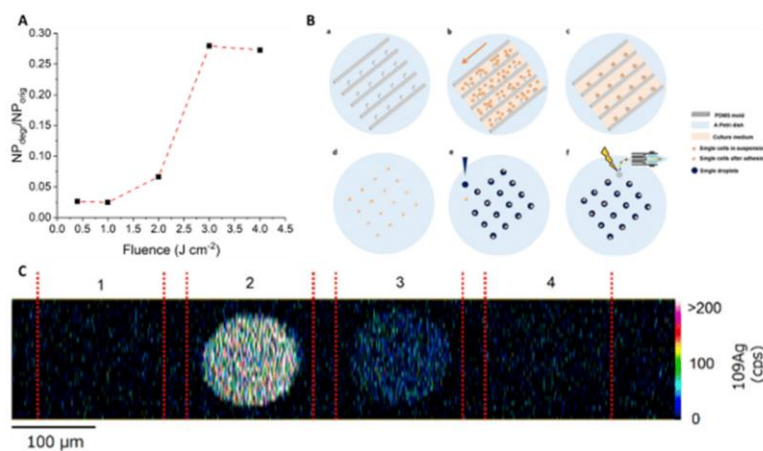 A
NP_degr/NP_orig
0.30
0.25
0.20
0.15
0.10
0.05
0.00
0.0 0.5 1.0 1.5 2.0 2.5 3.0 3.5 4.0 4.5
Fluence (J cm⁻²)
B
a b c
d e f
PDMS mold
A Petri dish
Culture medium
Single cells in suspension
Single cells after adhesion
Single droplets
C
1 2 3 4
>200
100
0
109Ag
(cps)
100 µm